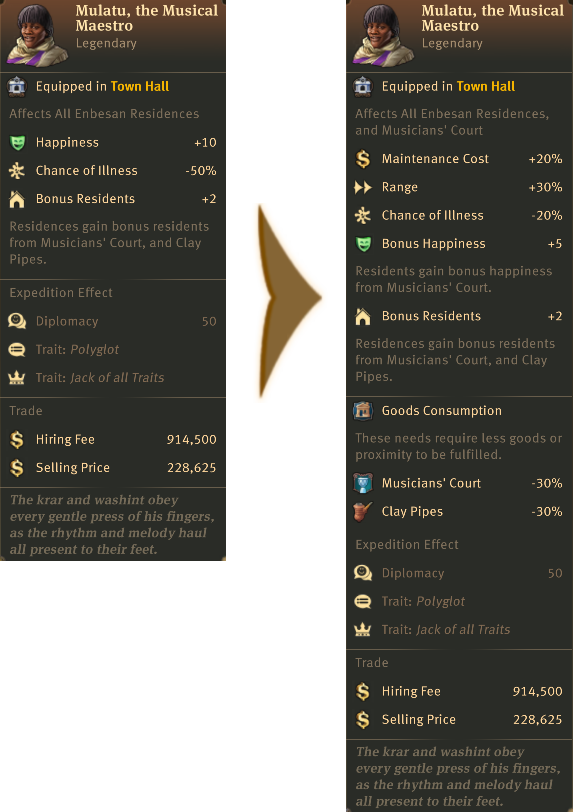 Mulatu, the Musical
Maestro
Legendary
Equipped in Town Hall
Affects All Enbesan Residences
Happiness +10
Chance of Illness -50%
Bonus Residents +2
Residences gain bonus residents
from Musicians' Court, and Clay
Pipes.
Expedition Effect
Diplomacy 50
Trait: Polyglot
Trait: Jack of all Traits
Trade
Hiring Fee 914,500
Selling Price 228,625
The krar and washint obey
every gentle press of his fingers,
as the rhythm and melody haul
all present to their feet.
Mulatu, the Musical
Maestro
Legendary
Equipped in Town Hall
Affects All Enbesan Residences,
and Musicians' Court
Maintenance Cost +20%
Range +30%
Chance of Illness -20%
Bonus Happiness +5
Residents gain bonus happiness
from Musicians' Court.
Bonus Residents +2
Residences gain bonus residents
from Musicians' Court, and Clay
Pipes.
Goods Consumption
These needs require less goods or
proximity to be fulfilled.
Musicians' Court -30%
Clay Pipes -30%
Expedition Effect
Diplomacy 50
Trait: Polyglot
Trait: Jack of all Traits
Trade
Hiring Fee 914,500
Selling Price 228,625
The krar and washint obey
every gentle press of his fingers,
as the rhythm and melody haul
all present to their feet.